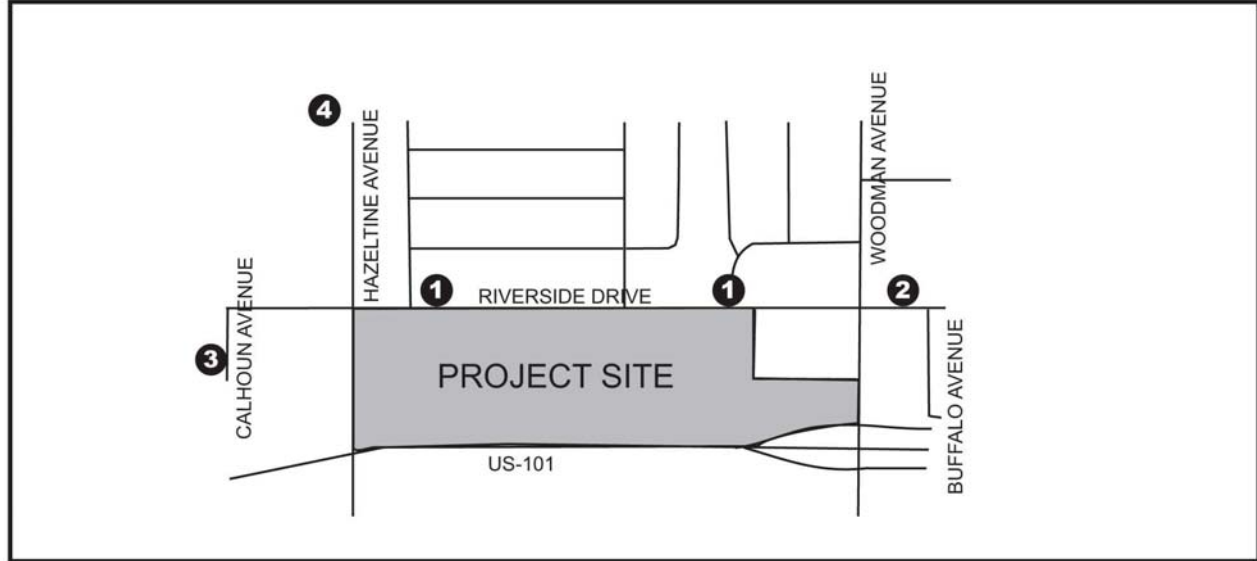 4
HAZELTINE AVENUE
WOODMAN AVENUE
1
RIVERSIDE DRIVE
1
2
3
CALHOUN AVENUE
PROJECT SITE
BUFFALO AVENUE
US-101